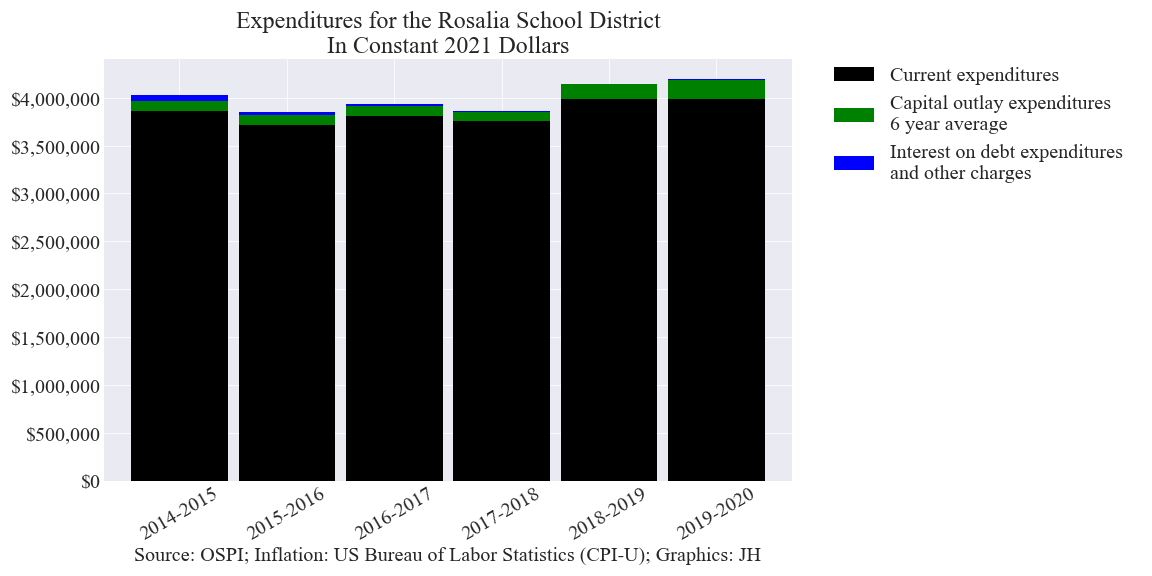 Expenditures for the Rosalia School District
In Constant 2021 Dollars
Current expenditures
Capital outlay expenditures
6 year average
Interest on debt expenditures
and other charges
$4,000,000
$3,500,000
$3,000,000
$2,500,000
$2,000,000
$1,500,000
$1,000,000
$500,000
$0
2014-2015
2015-2016
2016-2017
2017-2018
2018-2019
2019-2020
Source: OSPI; Inflation: US Bureau of Labor Statistics (CPI-U); Graphics: JH